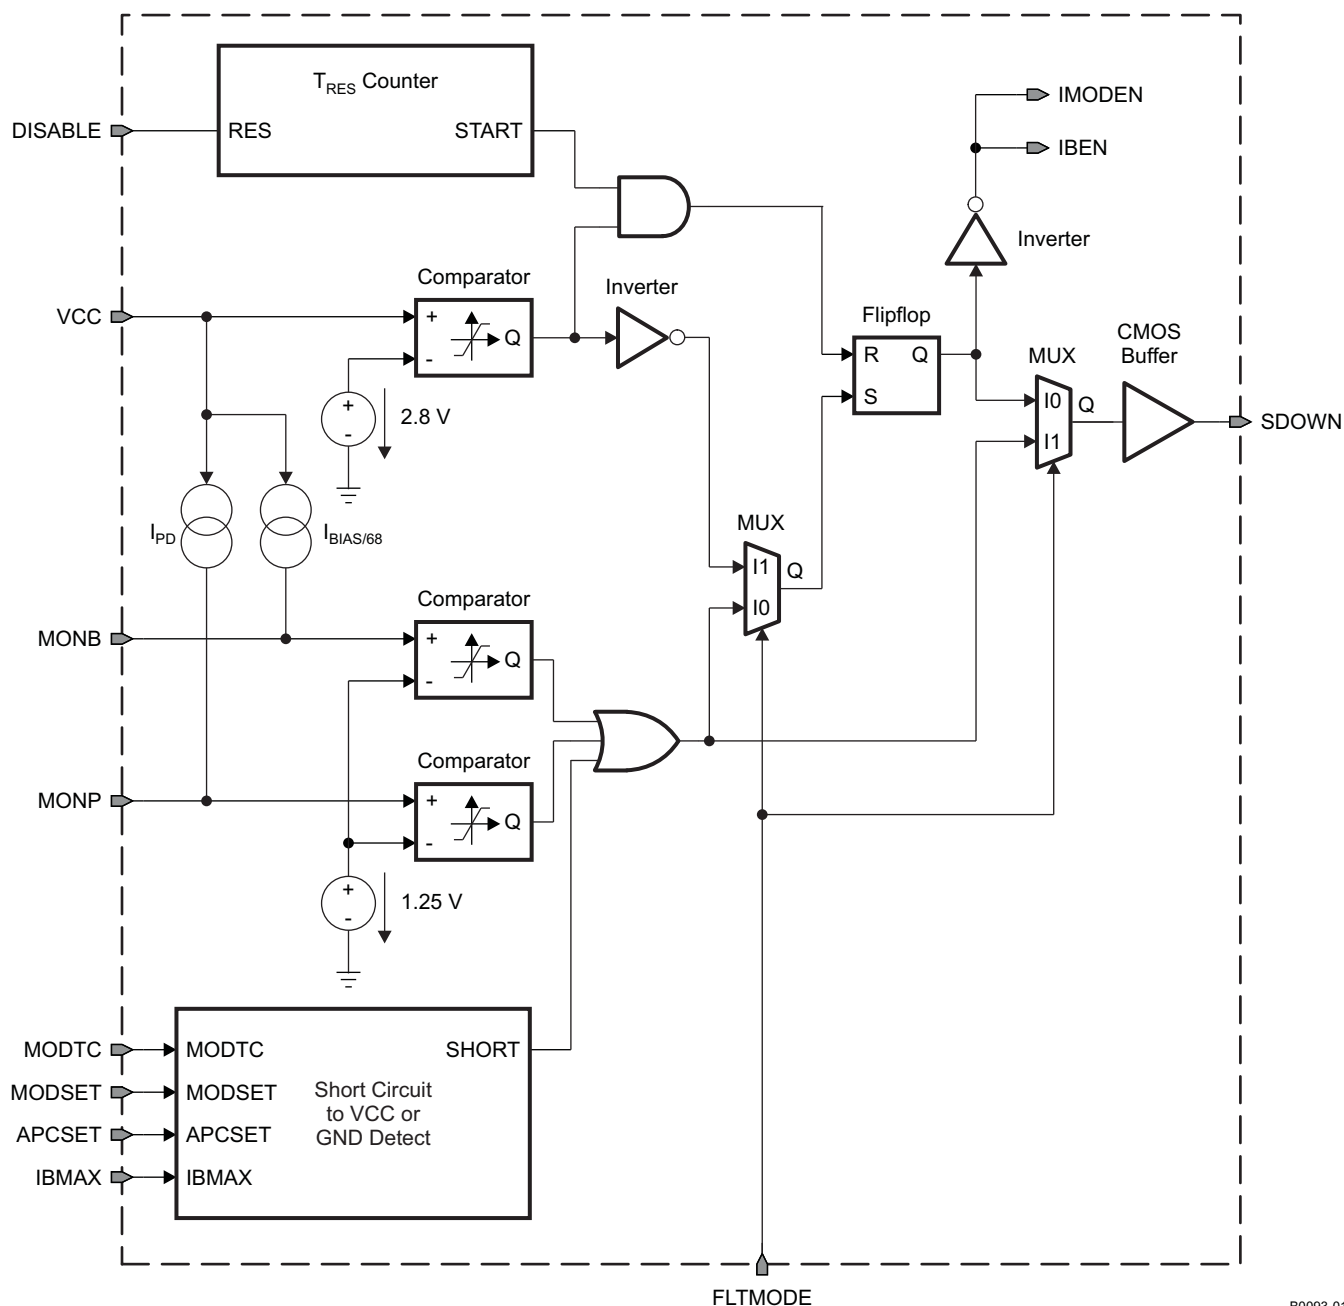 T_RES Counter
DISABLE
RES
START
IMODEN
IBEN
Inverter
Comparator
Inverter
VCC
+
-
Q
Flipflop
R
Q
S
MUX
CMOS
Buffer
I0
I1
Q
SDOWN
+
-
2.8 V
I_PD
I_BIAS/68
MUX
I1
I0
Q
Comparator
MONB
+
-
Q
Comparator
MONP
+
-
Q
+
-
1.25 V
MODTC
MODTC
SHORT
MODSET
MODSET
APCSET
APCSET
IBMAX
IBMAX
Short Circuit
to VCC or
GND Detect
FLTMODE